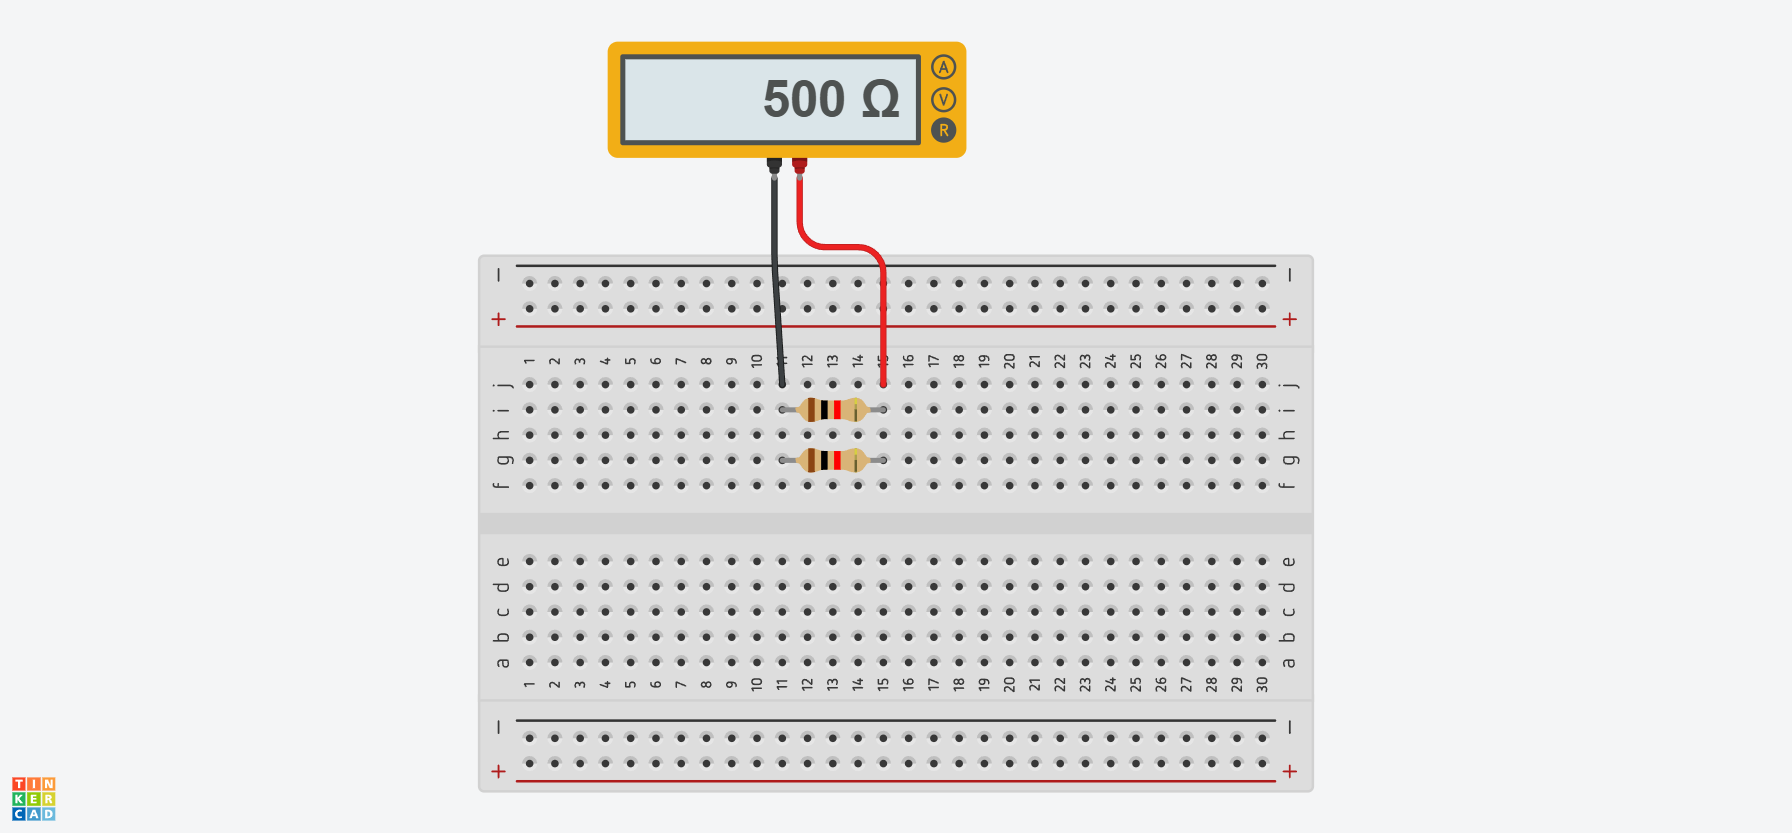 500 Ω
A
V
R
− −
+ +
1 2 3 4 5 6 7 8 9 10 12 13 14 16 17 18 19 20 21 22 23 24 25 26 27 28 29 30
j j
i i
h h
g g
f f
e e
d d
c c
b b
a a
1 2 3 4 5 6 7 8 9 10 11 12 13 14 15 16 17 18 19 20 21 22 23 24 25 26 27 28 29 30
− −
+ +
TIN
KER
CAD